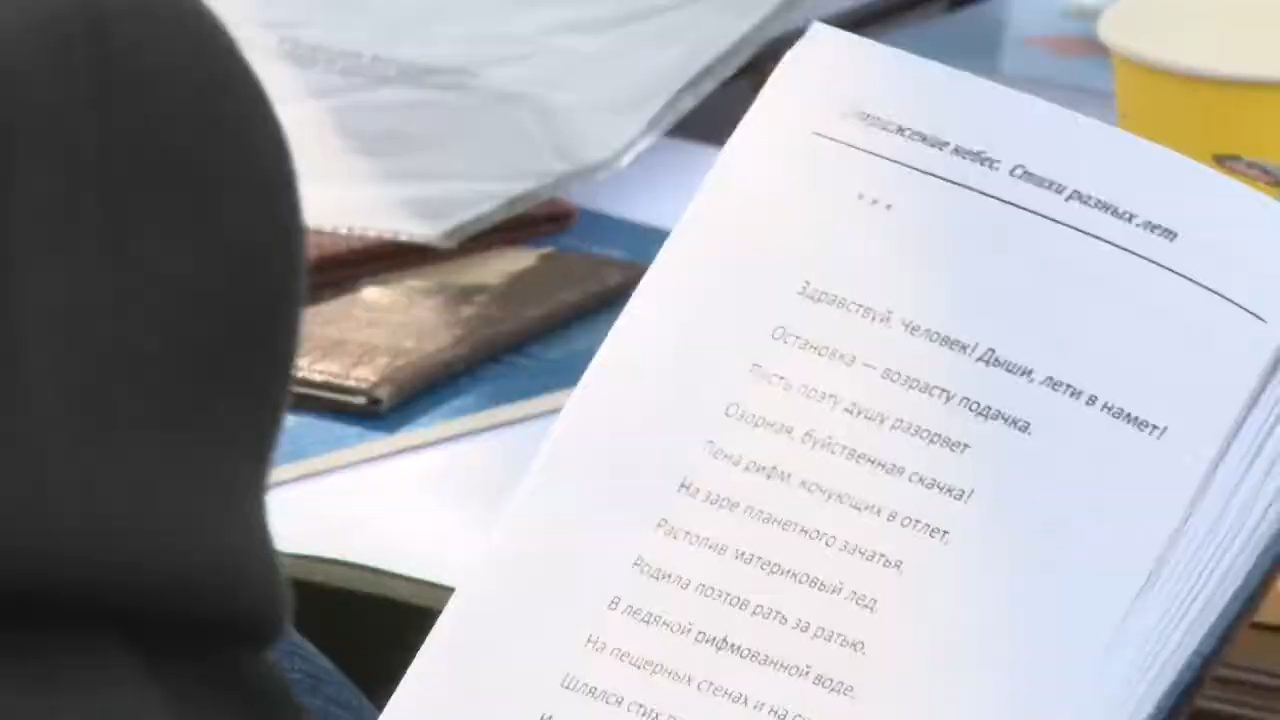 небес. Стихи разных лет
* * *
Здравствуй, Человек! Дыши, лети в намет!
Остановка — возрасту подачка.
Пусть поэту душу разорвет
Озорная, буйственная скачка!
Пена рифм, кочующих в отлет,
На заре планетного зачатья,
Растопив материковый лед,
Родила поэтов рать за ратью.
В ледяной рифмованной воде,
На пещерных стенах и на
Шлялся стих